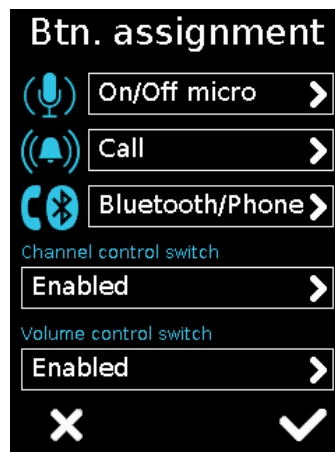 Btn. assignment
On/Off micro
Call
Bluetooth/Phone
Channel control switch
Enabled
Volume control switch
Enabled